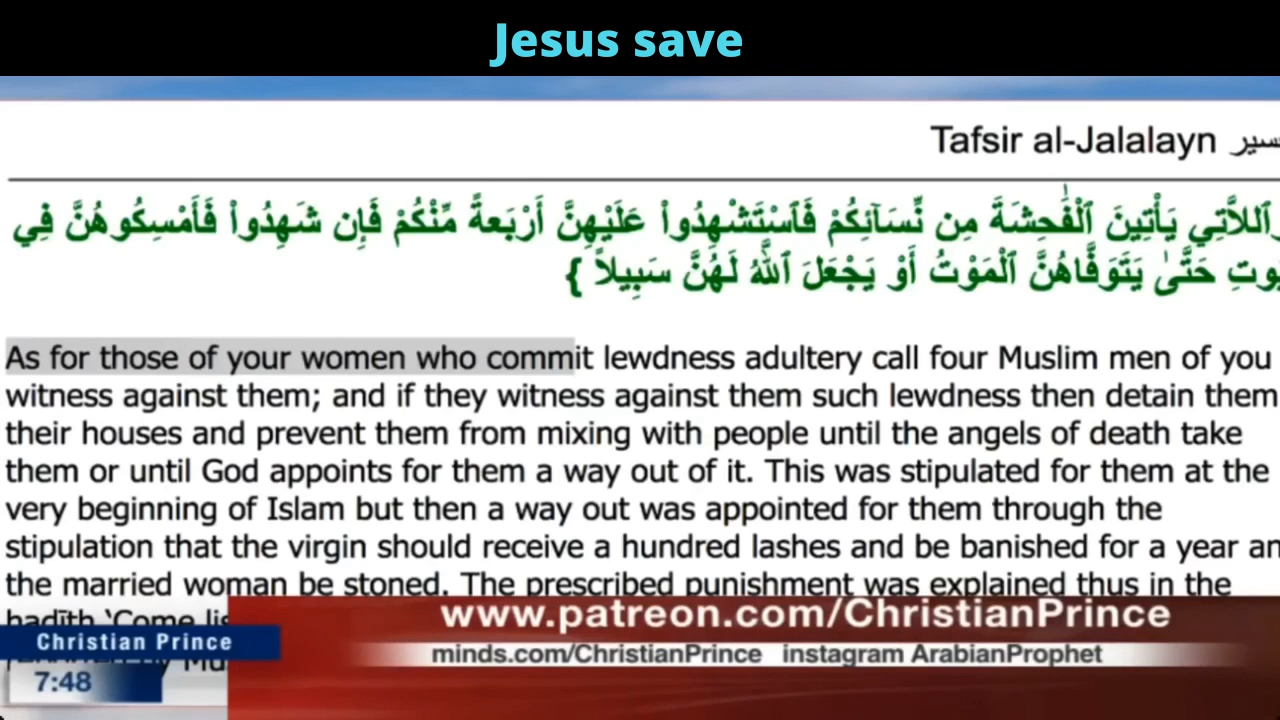 Jesus save
Tafsir al-Jalalayn
ٱللاَّتِي يَأْتِينَ ٱلْفَٰحِشَةَ مِن نِّسَآئِكُمْ فَٱسْتَشْهِدُواْ عَلَيْهِنَّ أَرْبَعةً مِّنْكُمْ فَإِن شَهِدُواْ فَأَمْسِكُوهُنَّ فِي
حَتَّىٰ يَتَوَفَّاهُنَّ ٱلْمَوْتُ أَوْ يَجْعَلَ ٱللَّهُ لَهُنَّ سَبِيلاً }
As for those of your women who commit lewdness adultery call four Muslim men of you
witness against them; and if they witness against them such lewdness then detain them
their houses and prevent them from mixing with people until the angels of death take
them or until God appoints for them a way out of it. This was stipulated for them at the
very beginning of Islam but then a way out was appointed for them through the
stipulation that the virgin should receive a hundred lashes and be banished for a year
the married woman be stoned. The prescribed punishment was explained thus in the
hadīth ‘Come
www.patreon.com/ChristianPrince
Christian Prince
minds.com/ChristianPrince instagram ArabianProphet
7:48